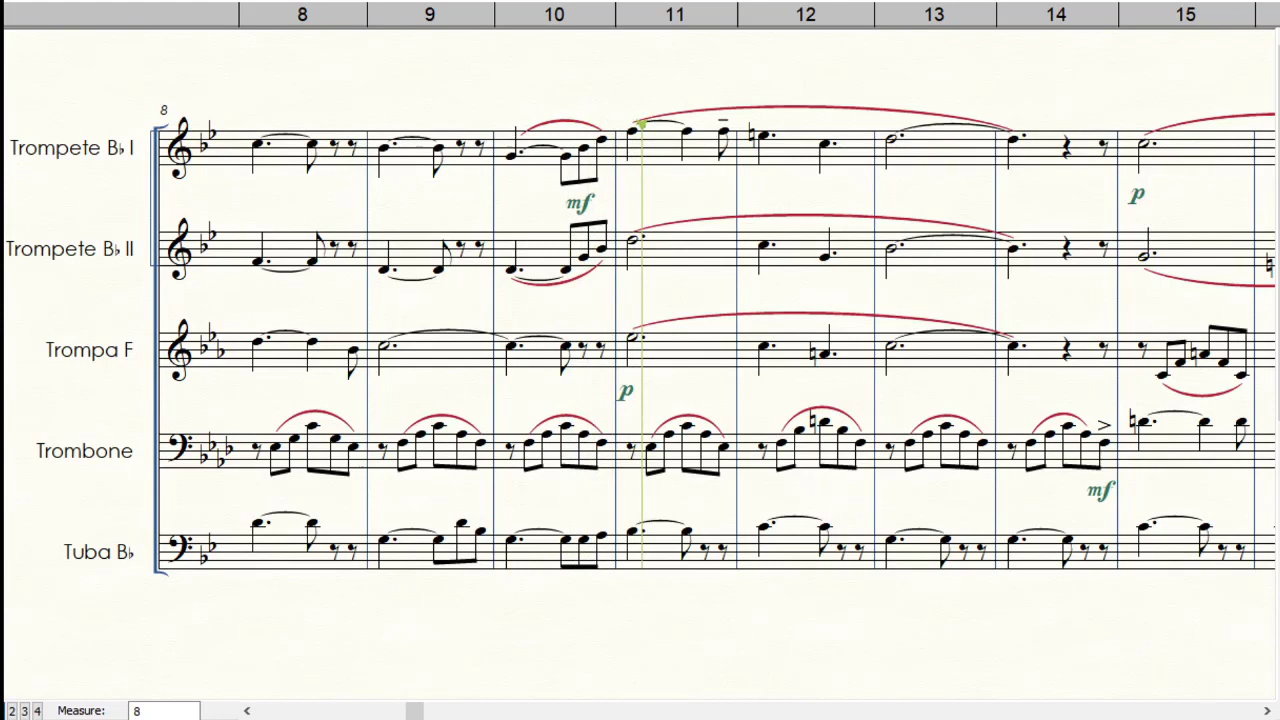 8 9 10 11 12 13 14 15
8
Trompete B♭ I
mf
p
Trompete B♭ II
Trompa F
p
Trombone
mf
Tuba B♭
2 3 4 Measure: 8